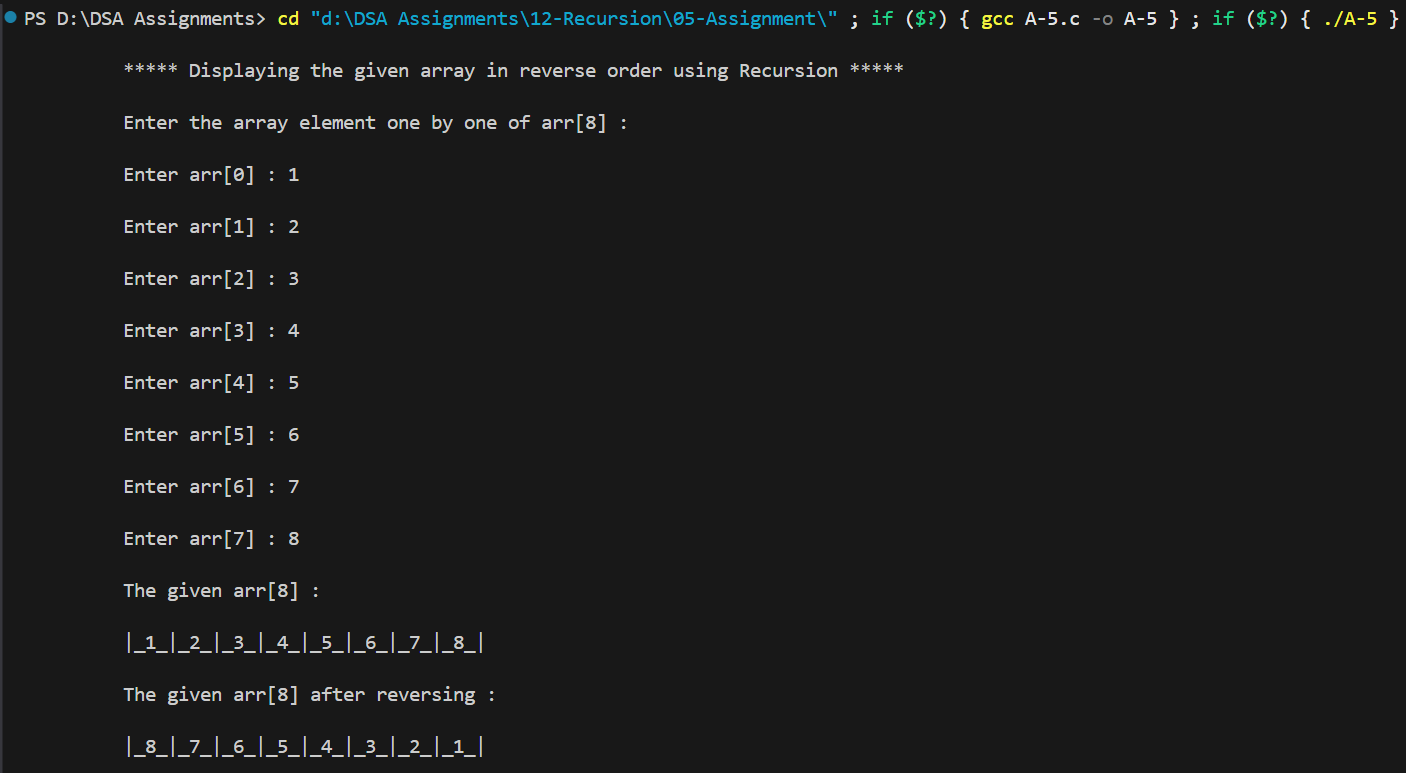 PS D:\DSA Assignments> cd "d:\DSA Assignments\12-Recursion\05-Assignment\" ; if ($?) { gcc A-5.c -o A-5 } ; if ($?) { ./A-5 }
***** Displaying the given array in reverse order using Recursion *****
Enter the array element one by one of arr[8] :
Enter arr[0] : 1
Enter arr[1] : 2
Enter arr[2] : 3
Enter arr[3] : 4
Enter arr[4] : 5
Enter arr[5] : 6
Enter arr[6] : 7
Enter arr[7] : 8
The given arr[8] :
|_1_|_2_|_3_|_4_|_5_|_6_|_7_|_8_|
The given arr[8] after reversing :
|_8_|_7_|_6_|_5_|_4_|_3_|_2_|_1_|